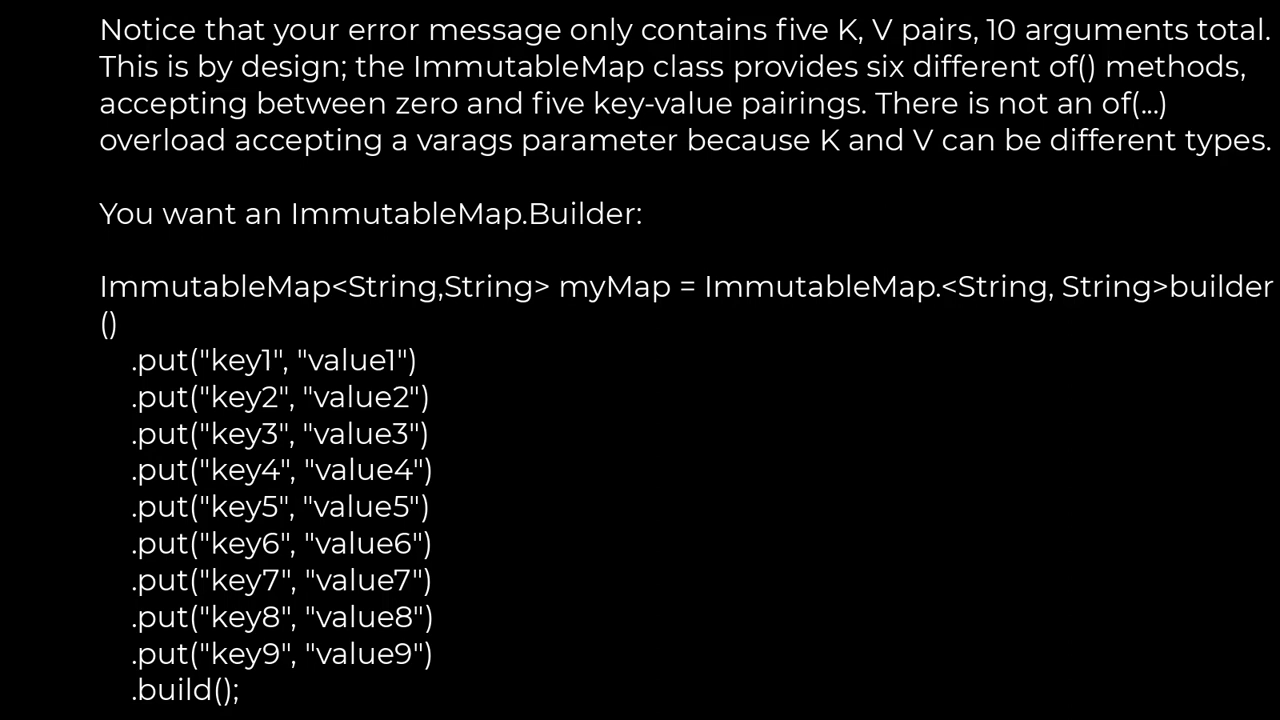 Notice that your error message only contains five K, V pairs, 10 arguments total.
This is by design; the ImmutableMap class provides six different of() methods,
accepting between zero and five key-value pairings. There is not an of(...)
overload accepting a varags parameter because K and V can be different types.
You want an ImmutableMap.Builder:
ImmutableMap<String,String> myMap = ImmutableMap.<String, String>builder
()
.put("key1", "value1")
.put("key2", "value2")
.put("key3", "value3")
.put("key4", "value4")
.put("key5", "value5")
.put("key6", "value6")
.put("key7", "value7")
.put("key8", "value8")
.put("key9", "value9")
.build();